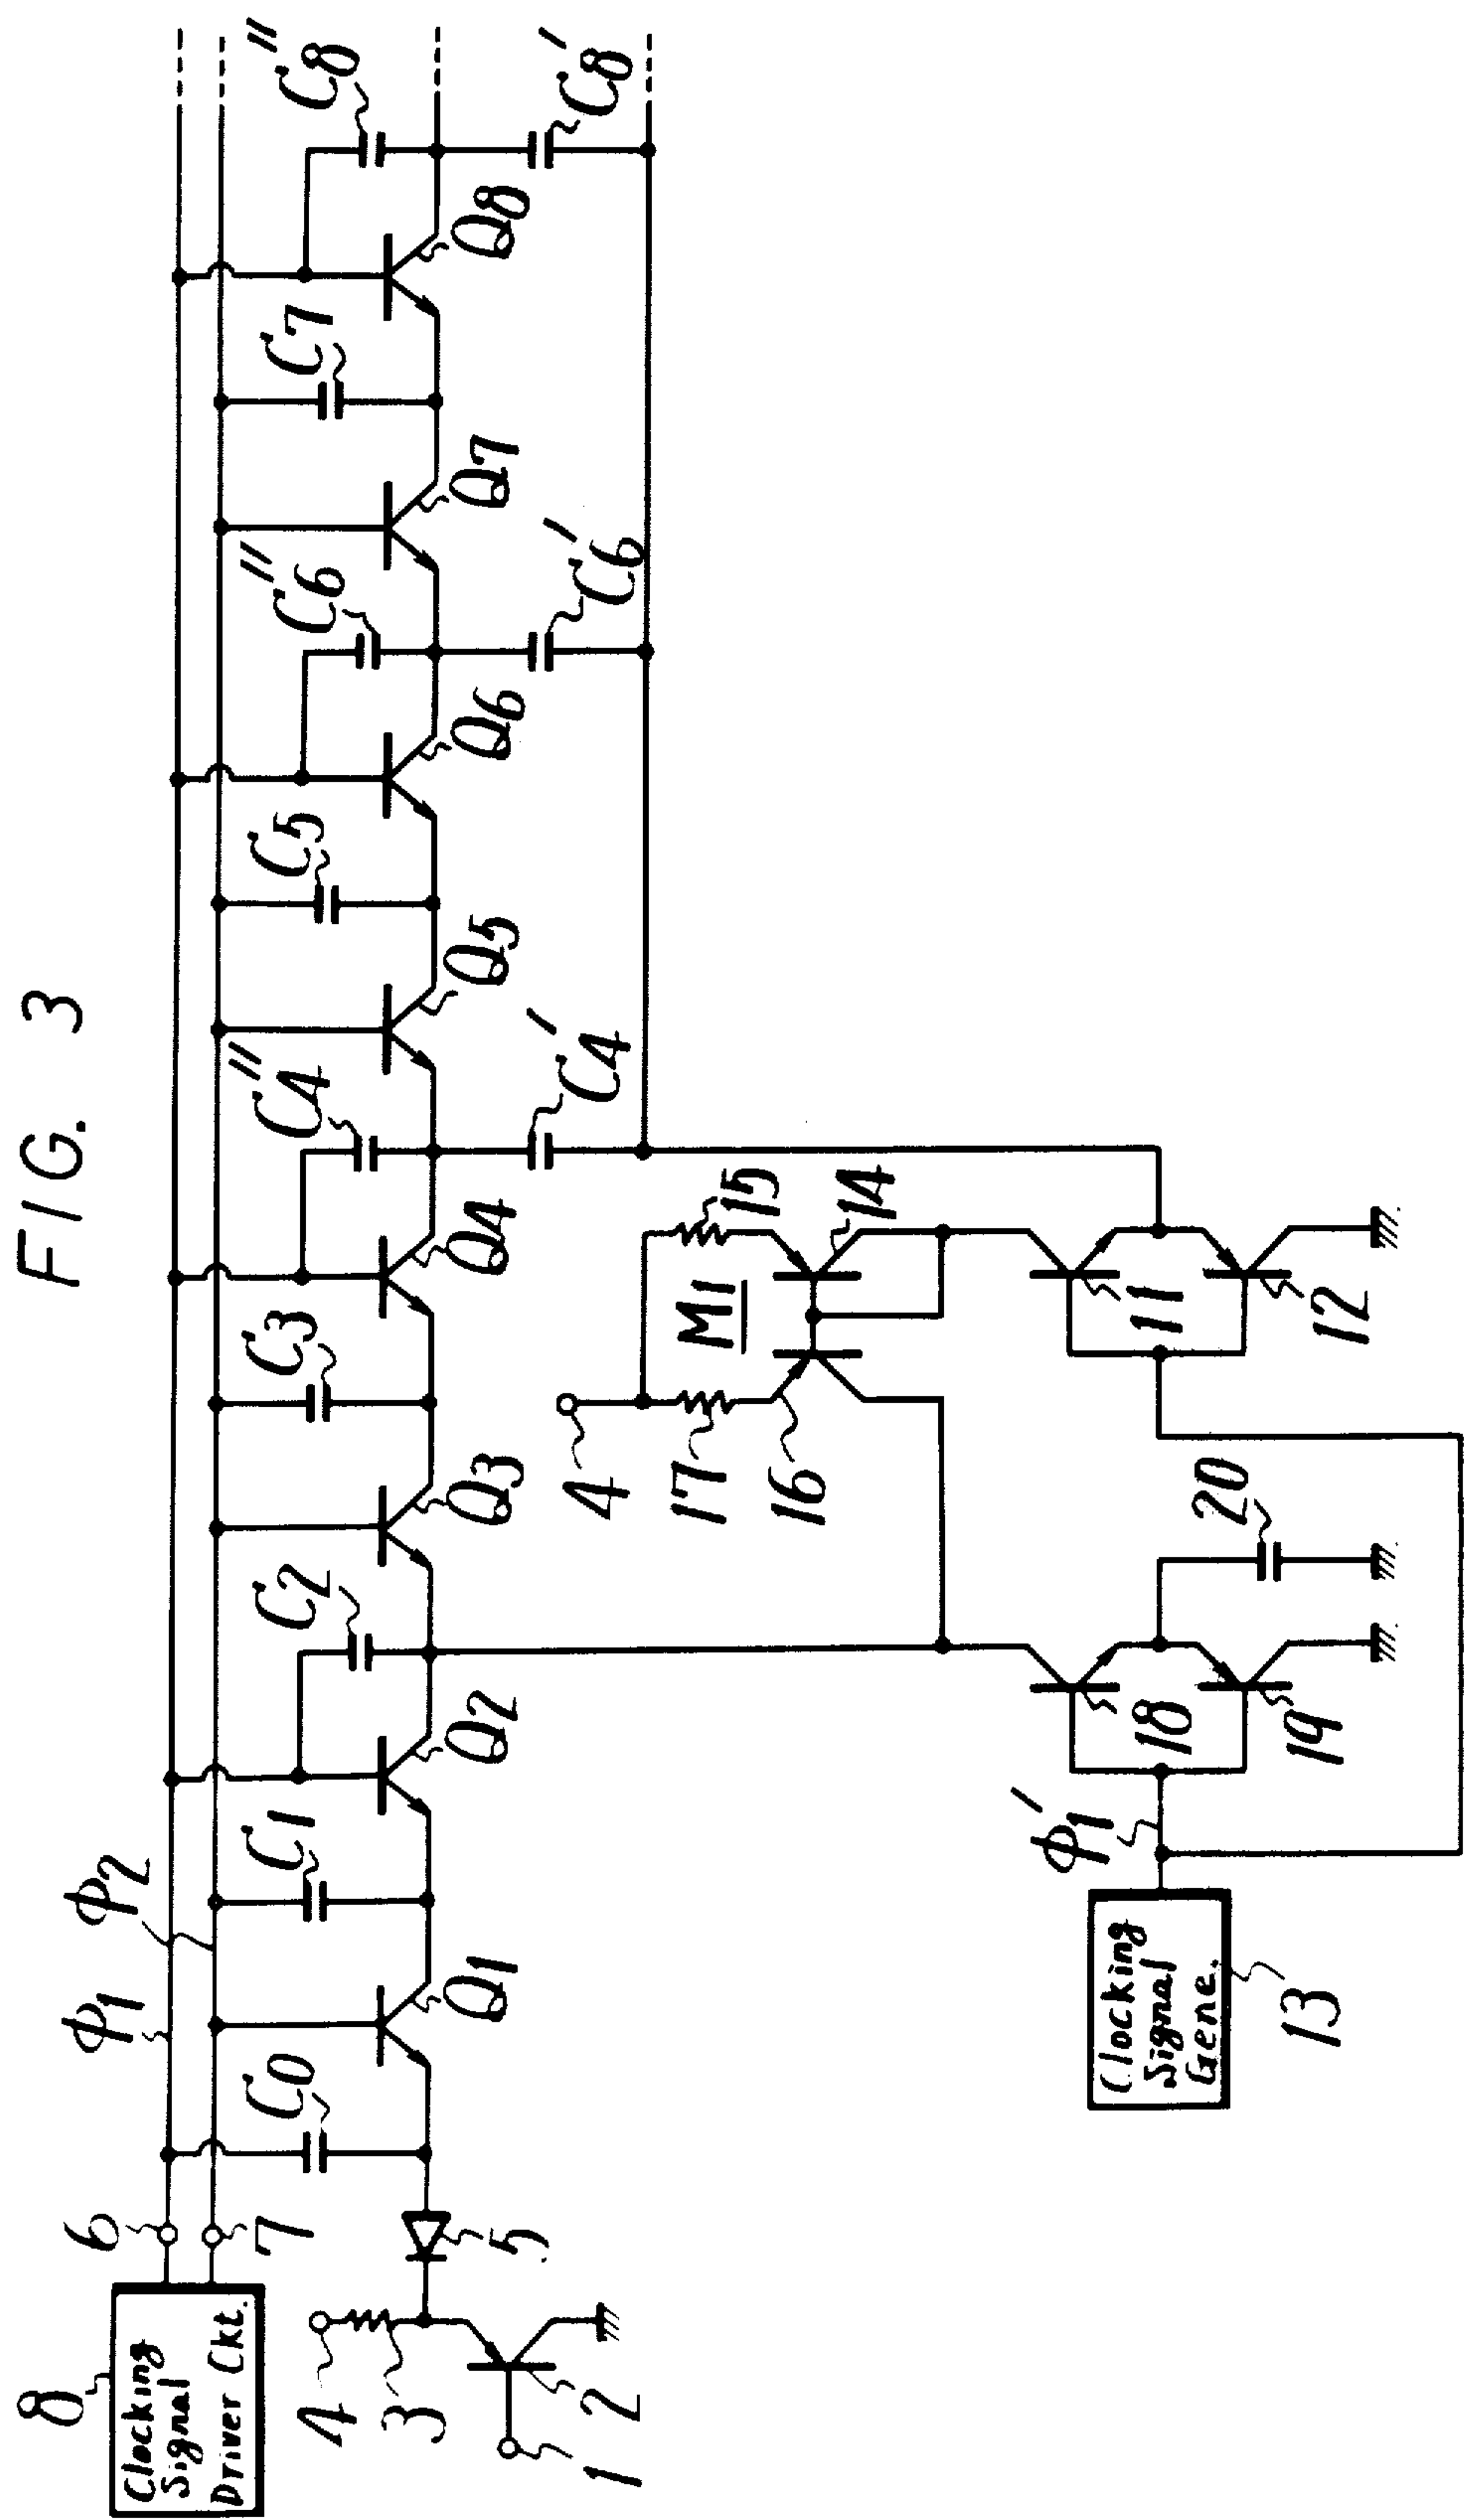 FIG. 3
8
Clocking
Signal
Driver Ckt.
6
7
φ1
φ2
C0
C1
C2
C3
C4″
C5
C6″
C7
C8″
Q1
Q2
Q3
Q4
Q5
Q6
Q7
Q8
C4′
C6′
C8′
4
3
5
1
2
4
17
16
M1
15
14
11
12
20
18
19
φ1′
Clocking
Signal
Gene.
13